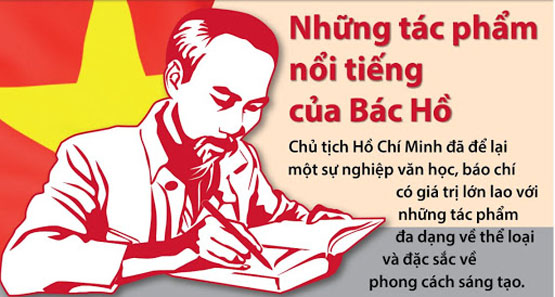 Những tác phẩm
nổi tiếng
của Bác Hồ
Chủ tịch Hồ Chí Minh đã để lại
một sự nghiệp văn học, báo chí
có giá trị lớn lao với
những tác phẩm
đa dạng về thể loại
và đặc sắc về
phong cách sáng tạo.